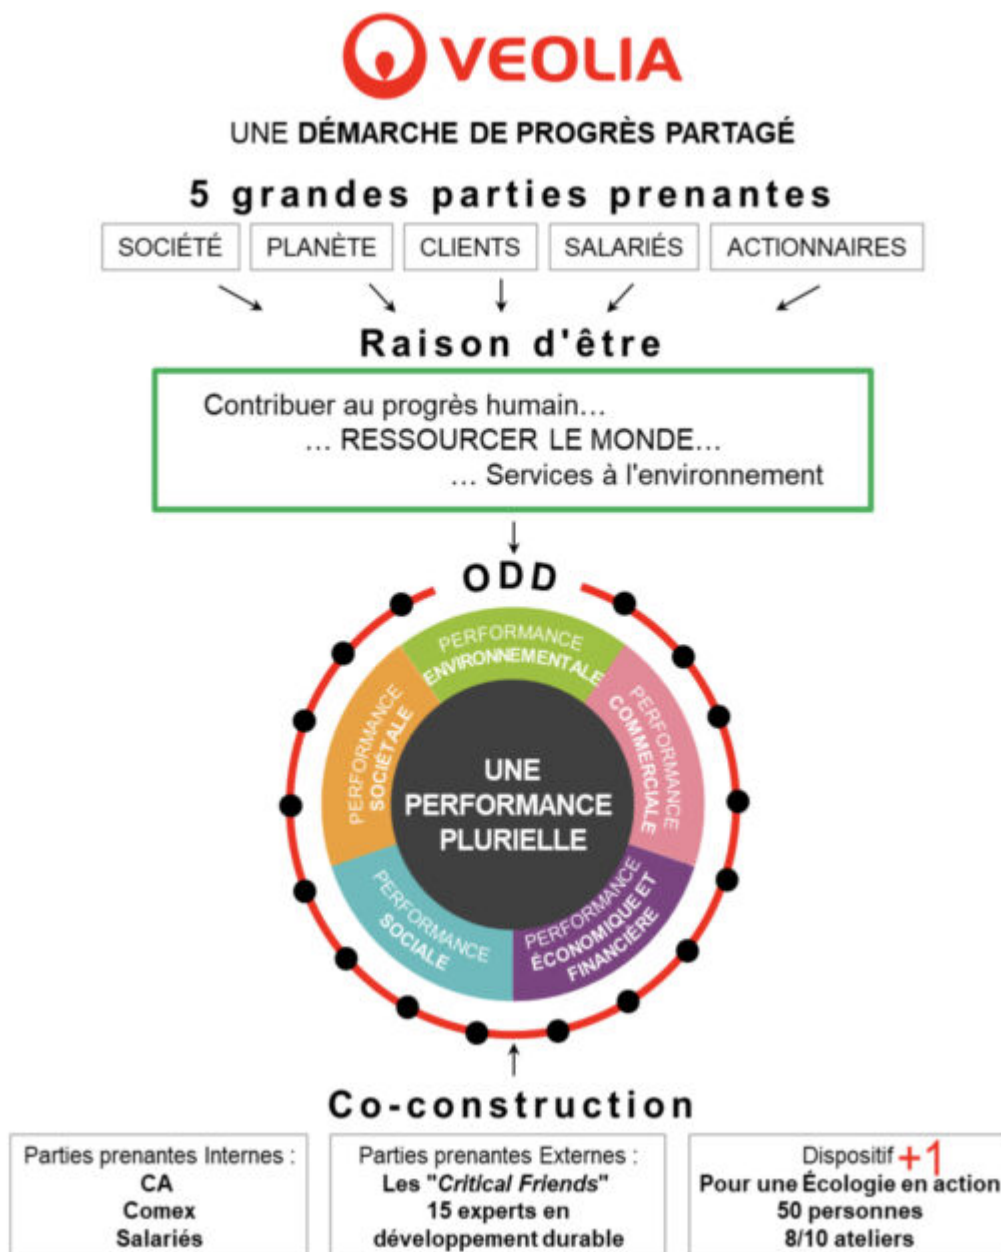 VEOLIA
UNE DÉMARCHE DE PROGRÈS PARTAGÉ
5 grandes parties prenantes
SOCIÉTÉ
PLANÈTE
CLIENTS
SALARIÉS
ACTIONNAIRES
Raison d'être
Contribuer au progrès humain...
... RESSOURCER LE MONDE...
... Services à l'environnement
ODD
PERFORMANCE
ENVIRONNEMENTALE
PERFORMANCE
COMMERCIALE
PERFORMANCE
ÉCONOMIQUE ET
FINANCIÈRE
PERFORMANCE
SOCIALE
PERFORMANCE
SOCIÉTALE
UNE
PERFORMANCE
PLURIELLE
Co-construction
Parties prenantes Internes :
CA
Comex
Salariés
Parties prenantes Externes :
Les "Critical Friends"
15 experts en
développement durable
Dispositif +1
Pour une Écologie en action
50 personnes
8/10 ateliers